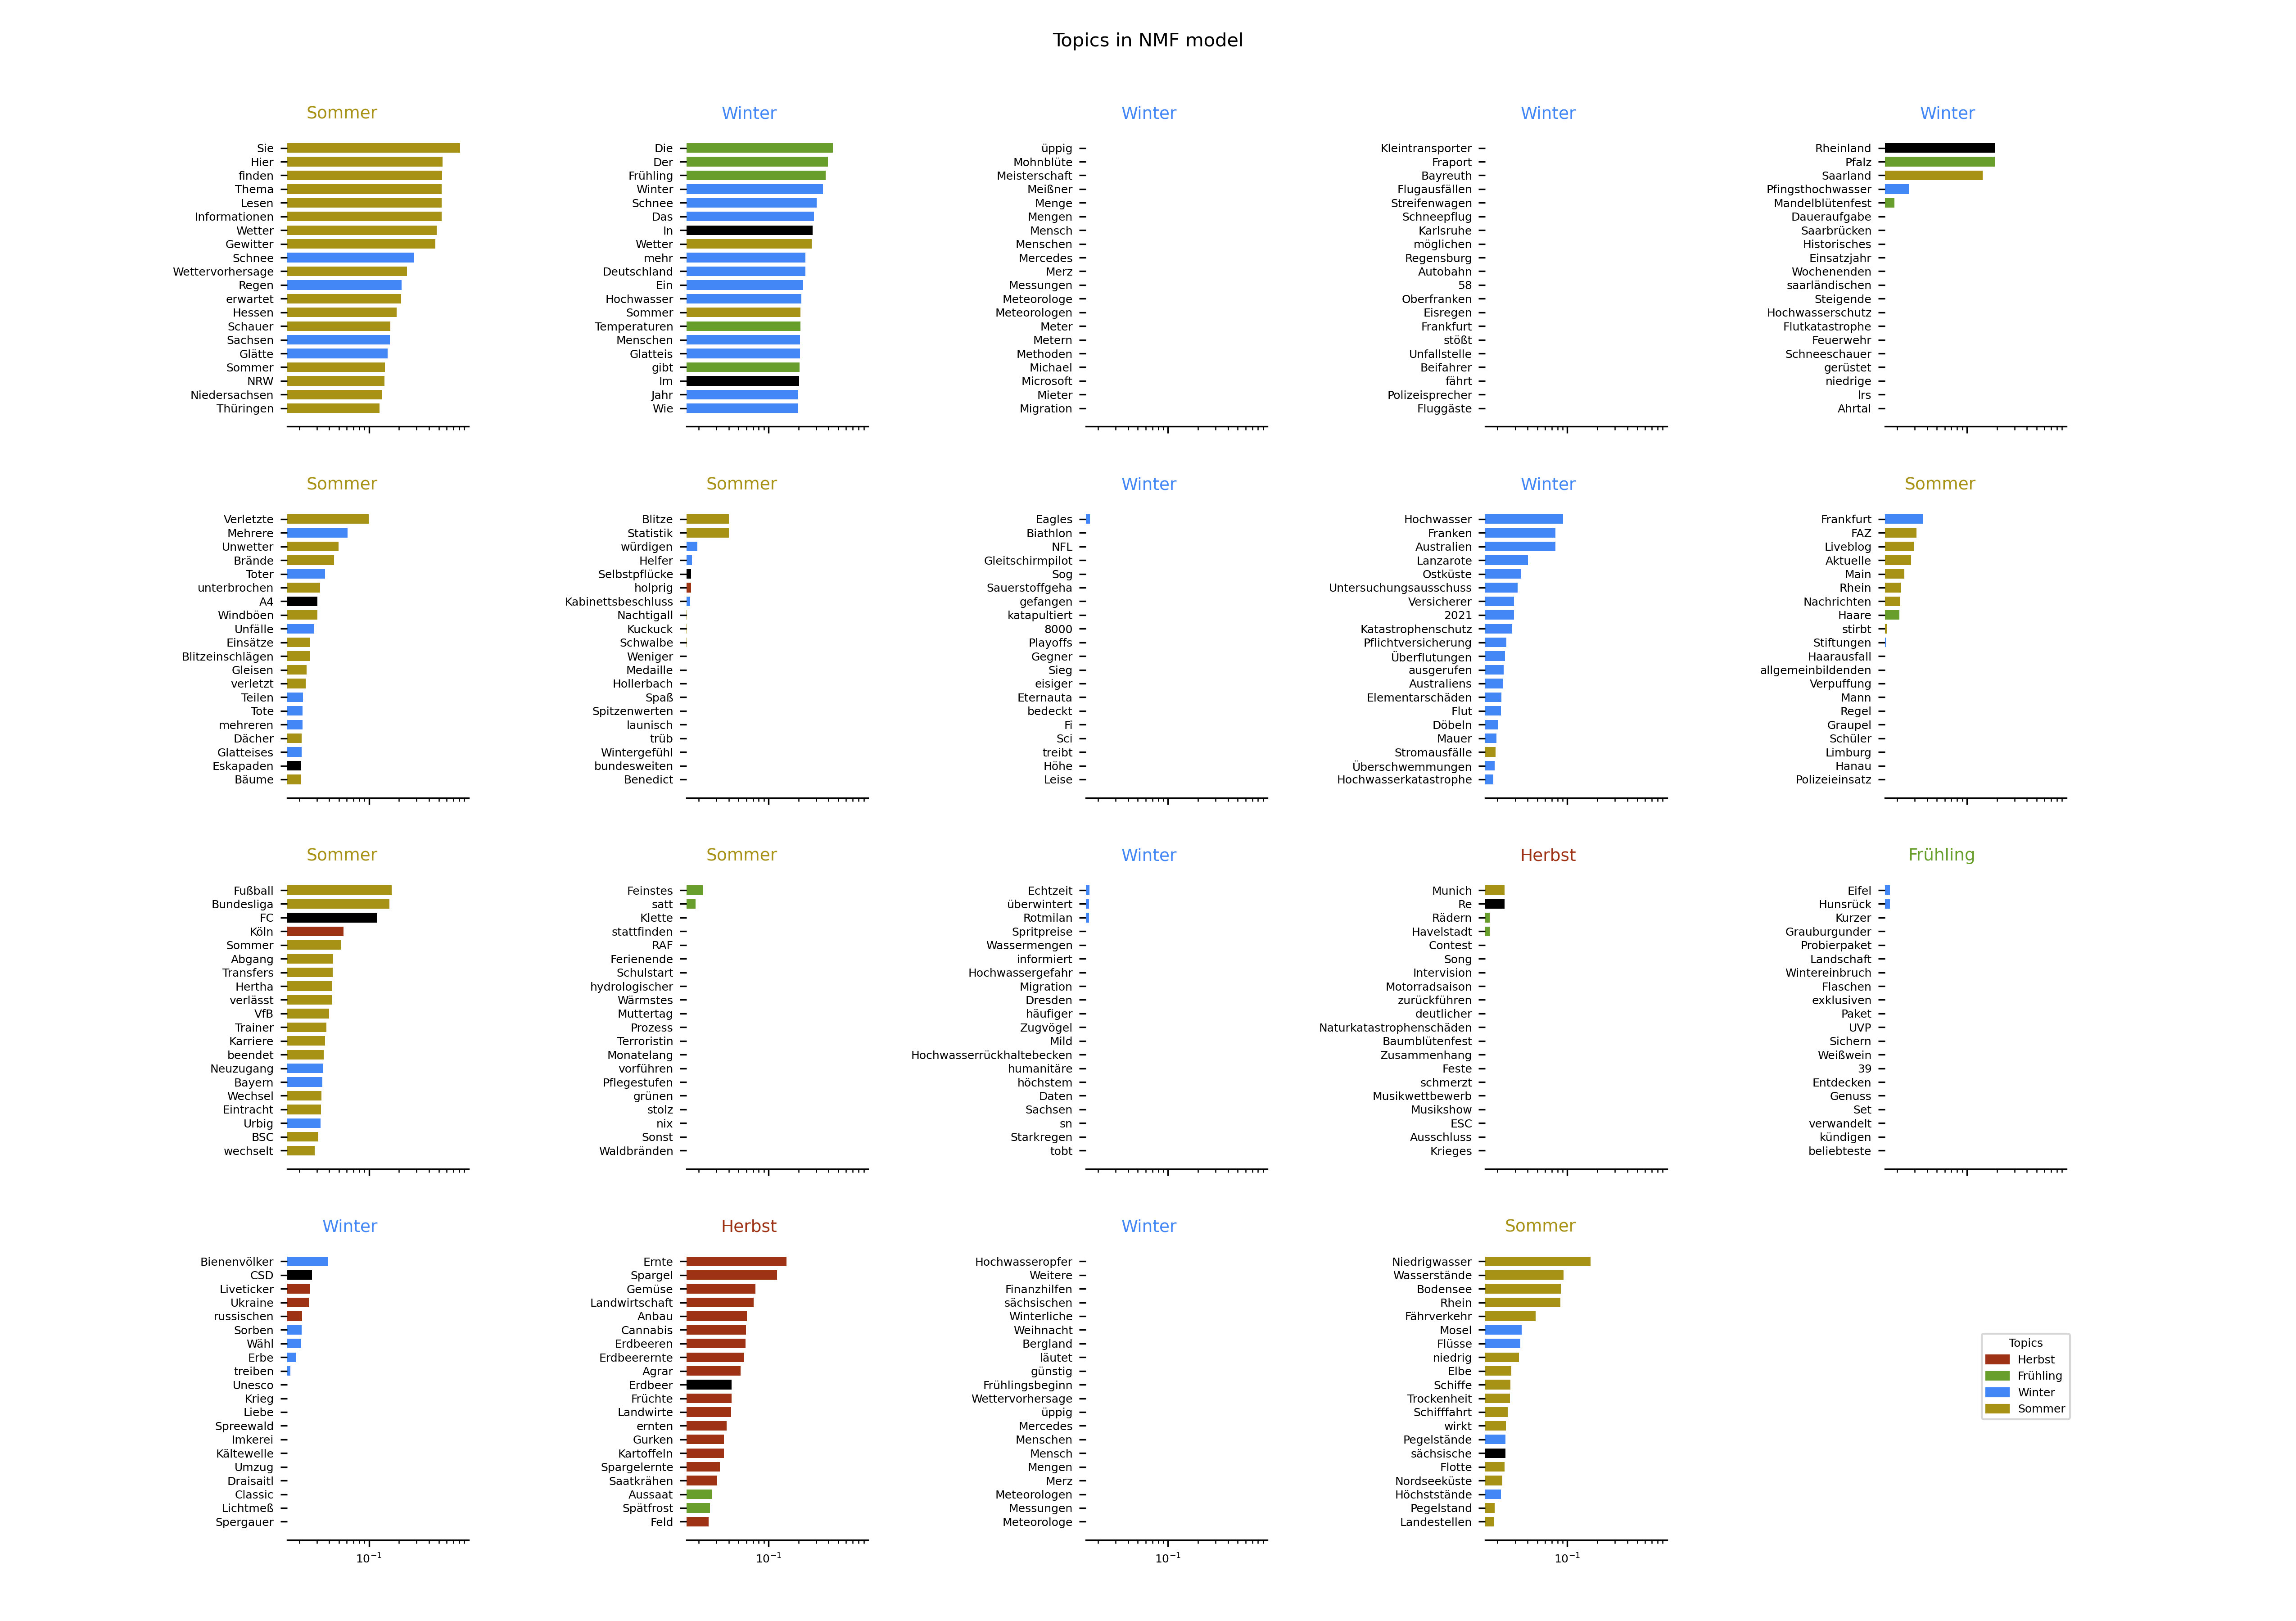 Topics in NMF model
Sommer
Sie
Hier
finden
Thema
Lesen
Informationen
Wetter
Gewitter
Schnee
Wettervorhersage
Regen
erwartet
Hessen
Schauer
Sachsen
Glätte
Sommer
NRW
Niedersachsen
Thüringen
Winter
Die
Der
Frühling
Winter
Schnee
Das
In
Wetter
mehr
Deutschland
Ein
Hochwasser
Sommer
Temperaturen
Menschen
Glatteis
gibt
Im
Jahr
Wie
Winter
üppig
Mohnblüte
Meisterschaft
Meißner
Menge
Mengen
Mensch
Menschen
Mercedes
Merz
Messungen
Meteorologe
Meteorologen
Meter
Metern
Methoden
Michael
Microsoft
Mieter
Migration
Winter
Kleintransporter
Fraport
Bayreuth
Flugausfällen
Streifenwagen
Schneepflug
Karlsruhe
möglichen
Regensburg
Autobahn
58
Oberfranken
Eisregen
Frankfurt
stößt
Unfallstelle
Beifahrer
fährt
Polizeisprecher
Fluggäste
Winter
Rheinland
Pfalz
Saarland
Pfingsthochwasser
Mandelblütenfest
Daueraufgabe
Saarbrücken
Historisches
Einsatzjahr
Wochenenden
saarländischen
Steigende
Hochwasserschutz
Flutkatastrophe
Feuerwehr
Schneeschauer
gerüstet
niedrige
Irs
Ahrtal
Sommer
Verletzte
Mehrere
Unwetter
Brände
Toter
unterbrochen
A4
Windböen
Unfälle
Einsätze
Blitzeinschlägen
Gleisen
verletzt
Teilen
Tote
mehreren
Dächer
Glatteises
Eskapaden
Bäume
Sommer
Blitze
Statistik
würdigen
Helfer
Selbstpflücke
holprig
Kabinettsbeschluss
Nachtigall
Kuckuck
Schwalbe
Weniger
Medaille
Hollerbach
Spaß
Spitzenwerten
launisch
trüb
Wintergefühl
bundesweiten
Benedict
Winter
Eagles
Biathlon
NFL
Gleitschirmpilot
Sog
Sauerstoffgeha
gefangen
katapultiert
8000
Playoffs
Gegner
Sieg
eisiger
Eternauta
bedeckt
Fi
Sci
treibt
Höhe
Leise
Winter
Hochwasser
Franken
Australien
Lanzarote
Ostküste
Untersuchungsausschuss
Versicherer
2021
Katastrophenschutz
Pflichtversicherung
Überflutungen
ausgerufen
Australiens
Elementarschäden
Flut
Döbeln
Mauer
Stromausfälle
Überschwemmungen
Hochwasserkatastrophe
Sommer
Frankfurt
FAZ
Liveblog
Aktuelle
Main
Rhein
Nachrichten
Haare
stirbt
Stiftungen
Haarausfall
allgemeinbildenden
Verpuffung
Mann
Regel
Graupel
Schüler
Limburg
Hanau
Polizeieinsatz
Sommer
Fußball
Bundesliga
FC
Köln
Sommer
Abgang
Transfers
Hertha
verlässt
VfB
Trainer
Karriere
beendet
Neuzugang
Bayern
Wechsel
Eintracht
Urbig
BSC
wechselt
Sommer
Feinstes
satt
Klette
stattfinden
RAF
Ferienende
Schulstart
hydrologischer
Wärmstes
Muttertag
Prozess
Terroristin
Monatelang
vorführen
Pflegestufen
grünen
stolz
nix
Sonst
Waldbränden
Winter
Echtzeit
überwintert
Rotmilan
Spritpreise
Wassermengen
informiert
Hochwassergefahr
Migration
Dresden
häufiger
Zugvögel
Mild
Hochwasserrückhaltebecken
humanitäre
höchstem
Daten
Sachsen
sn
Starkregen
tobt
Herbst
Munich
Re
Rädern
Havelstadt
Contest
Song
Intervision
Motorradsaison
zurückführen
deutlicher
Naturkatastrophenschäden
Baumblütenfest
Zusammenhang
Feste
schmerzt
Musikwettbewerb
Musikshow
ESC
Ausschluss
Krieges
Frühling
Eifel
Hunsrück
Kurzer
Grauburgunder
Probierpaket
Landschaft
Wintereinbruch
Flaschen
exklusiven
Paket
UVP
Sichern
Weißwein
39
Entdecken
Genuss
Set
verwandelt
kündigen
beliebteste
Winter
Bienenvölker
CSD
Liveticker
Ukraine
russischen
Sorben
Wähl
Erbe
treiben
Unesco
Krieg
Liebe
Spreewald
Imkerei
Kältewelle
Umzug
Draisaitl
Classic
Lichtmeß
Spergauer
10⁻¹
Herbst
Ernte
Spargel
Gemüse
Landwirtschaft
Anbau
Cannabis
Erdbeeren
Erdbeerernte
Agrar
Erdbeer
Früchte
Landwirte
ernten
Gurken
Kartoffeln
Spargelernte
Saatkrähen
Aussaat
Spätfrost
Feld
10⁻¹
Winter
Hochwasseropfer
Weitere
Finanzhilfen
sächsischen
Winterliche
Weihnacht
Bergland
läutet
günstig
Frühlingsbeginn
Wettervorhersage
üppig
Mercedes
Menschen
Mensch
Mengen
Merz
Meteorologen
Messungen
Meteorologe
10⁻¹
Sommer
Niedrigwasser
Wasserstände
Bodensee
Rhein
Fährverkehr
Mosel
Flüsse
niedrig
Elbe
Schiffe
Trockenheit
Schifffahrt
wirkt
Pegelstände
sächsische
Flotte
Nordseeküste
Höchststände
Pegelstand
Landestellen
10⁻¹
Topics
Herbst
Frühling
Winter
Sommer